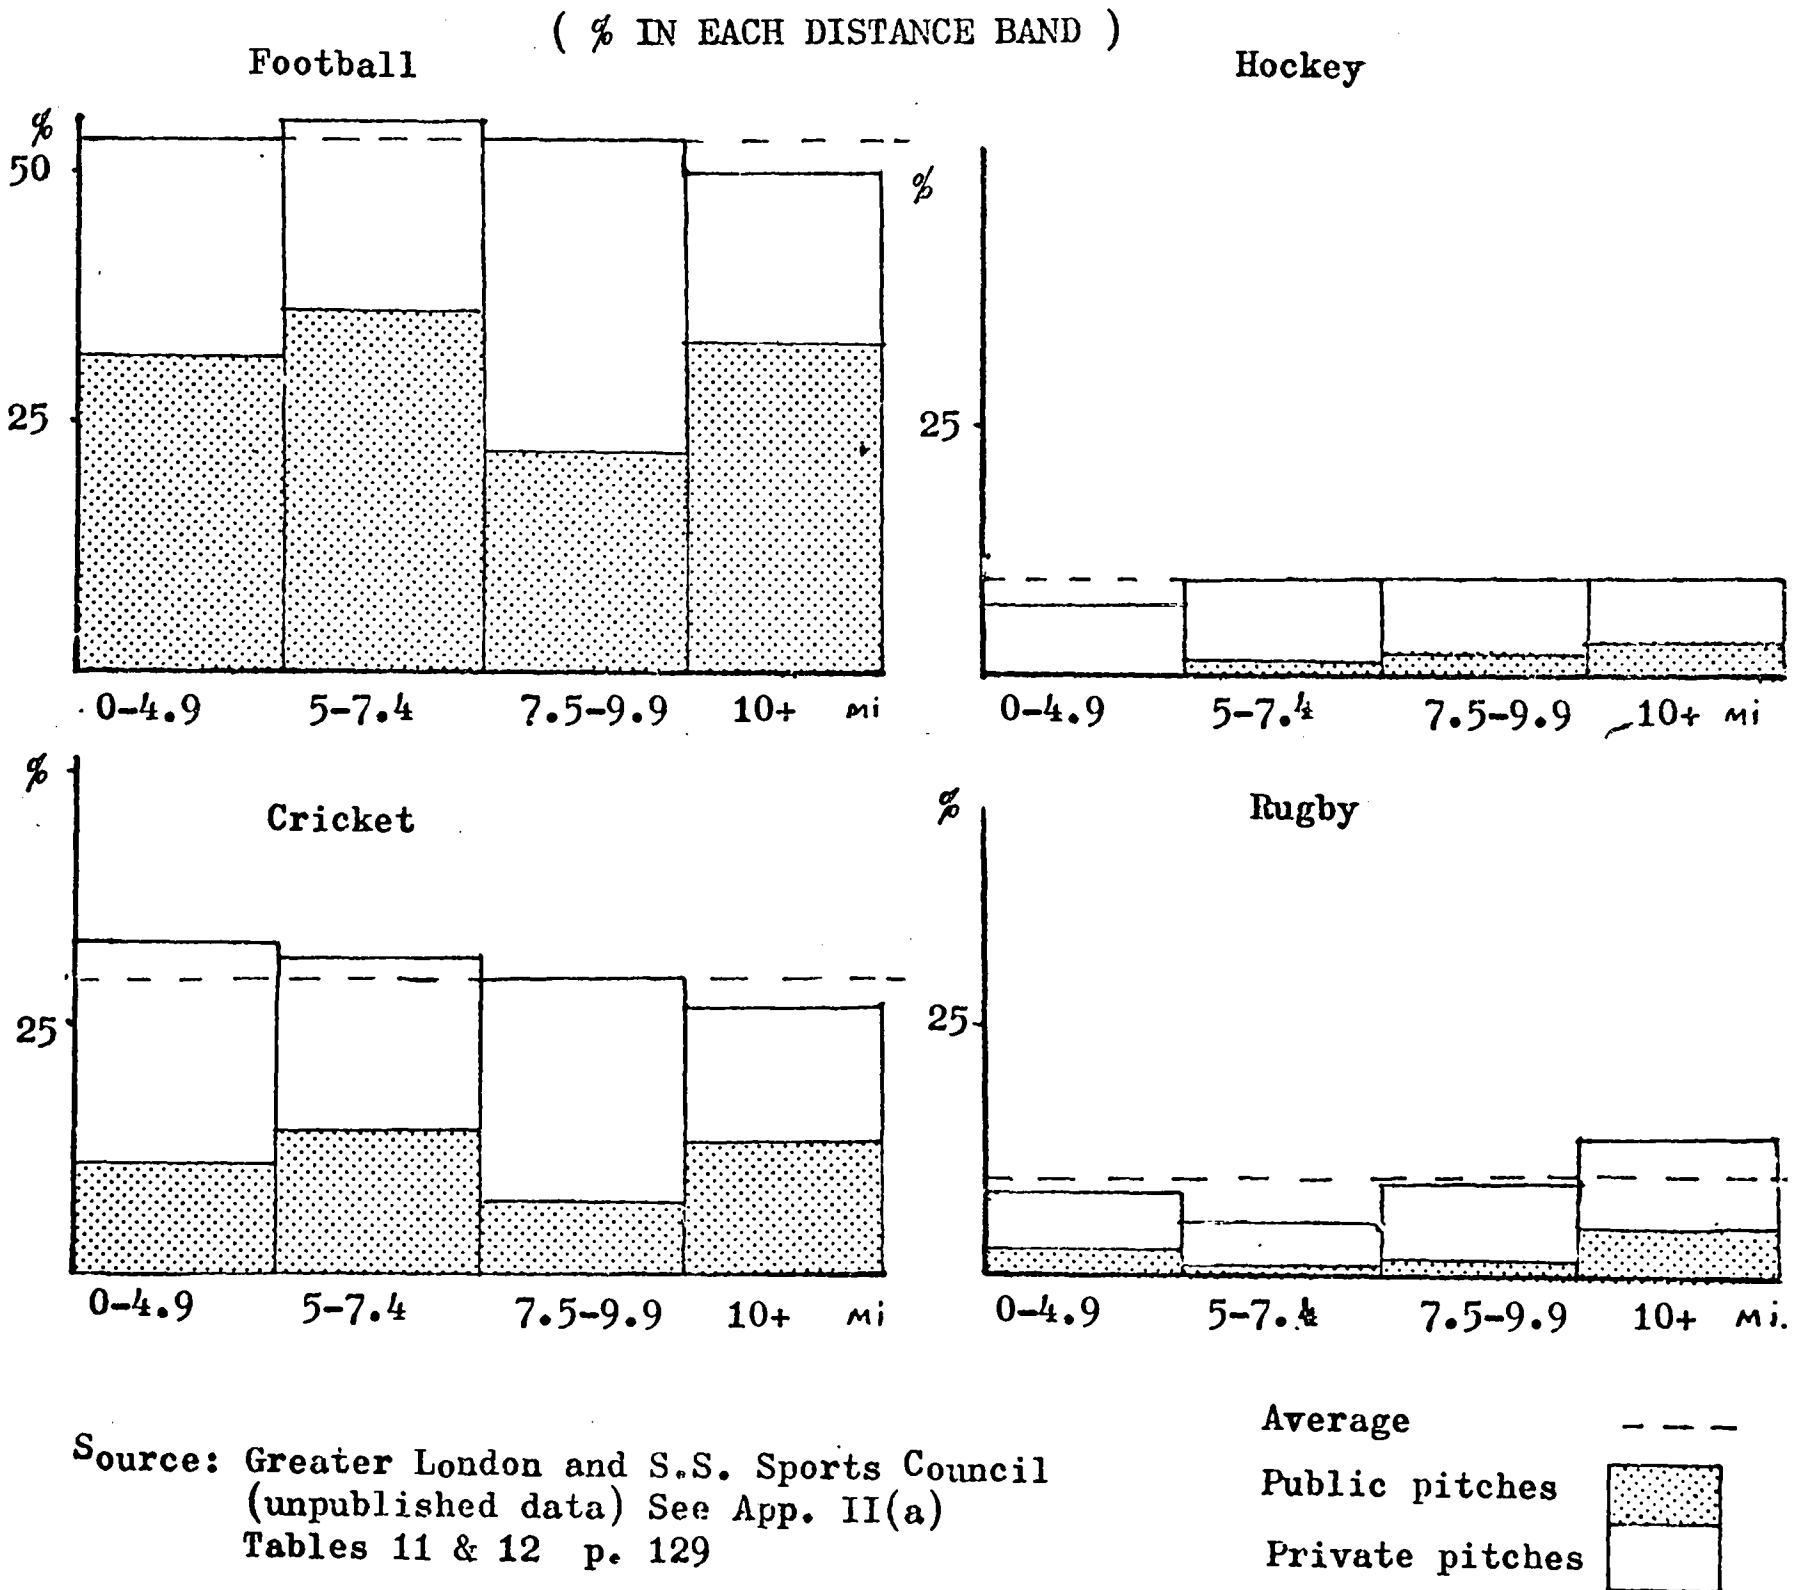 ( % IN EACH DISTANCE BAND )
Football
%
50
25
0-4.9 5-7.4 7.5-9.9 10+ Mi
Hockey
%
25
0-4.9 5-7.4 7.5-9.9 10+ Mi
Cricket
%
25
0-4.9 5-7.4 7.5-9.9 10+ Mi
Rugby
%
25
0-4.9 5-7.4 7.5-9.9 10+ Mi.
Source: Greater London and S.S. Sports Council
(unpublished data) See App. II(a)
Tables 11 & 12 p. 129
Average
Public pitches
Private pitches